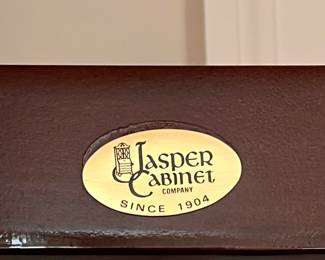 Jasper
Cabinet
COMPANY
SINCE 1904